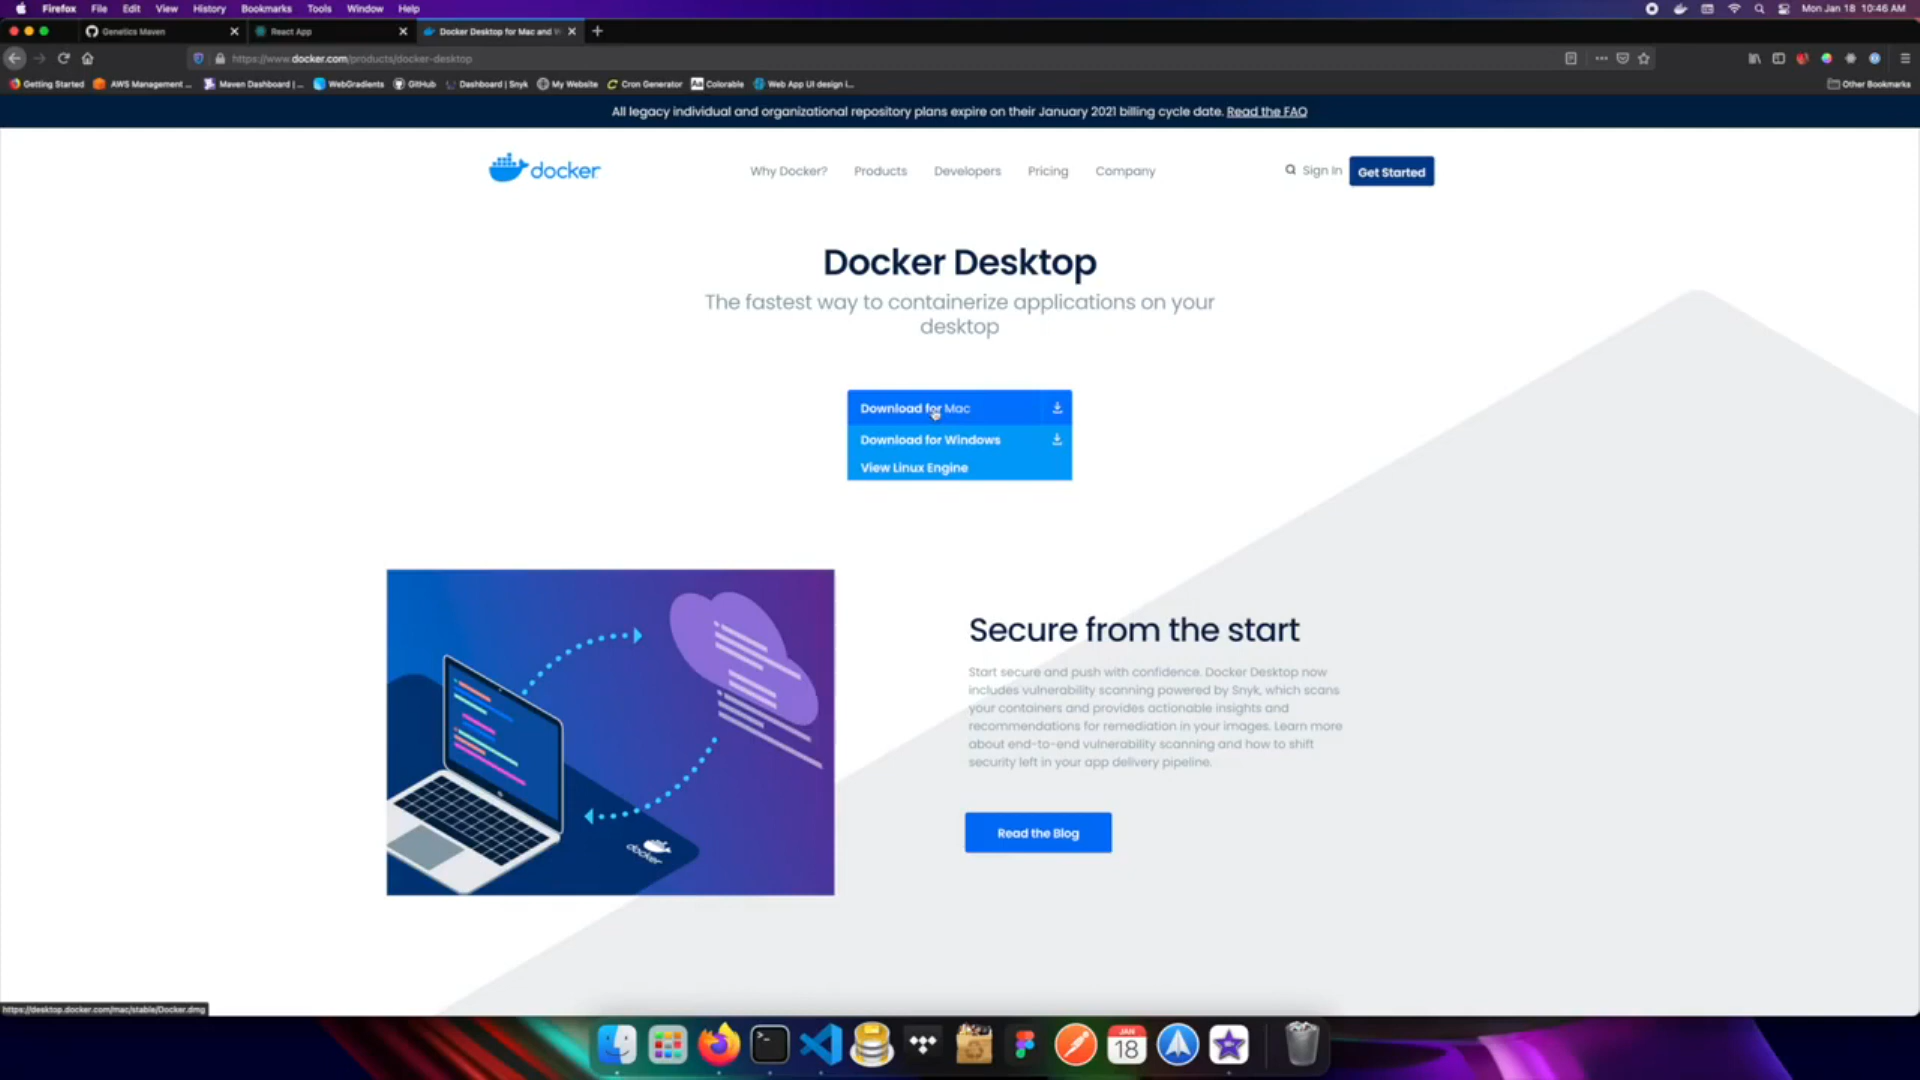 Firefox File Edit View History Bookmarks Tools Window Help
Mon Jan 18 10:46 AM
Genetics Maven
React App
Docker Desktop for Mac and
https://www.docker.com/products/docker-desktop
Getting Started AWS Management ... Maven Dashboard |... WebGradients GitHub Dashboard | Snyk My Website Cron Generator Aa Colorable Web App UI design i...
Other Bookmarks
All legacy individual and organizational repository plans expire on their January 2021 billing cycle date. Read the FAQ
docker
Why Docker? Products Developers Pricing Company
Sign In
Get Started
Docker Desktop
The fastest way to containerize applications on your
desktop
Download for Mac
Download for Windows
View Linux Engine
Secure from the start
Start secure and push with confidence. Docker Desktop now
includes vulnerability scanning powered by Snyk, which scans
your containers and provides actionable insights and
recommendations for remediation in your images. Learn more
about end-to-end vulnerability scanning and how to shift
security left in your app delivery pipeline.
docker
Read the Blog
https://desktop.docker.com/mac/stable/Docker.dmg
JAN
18